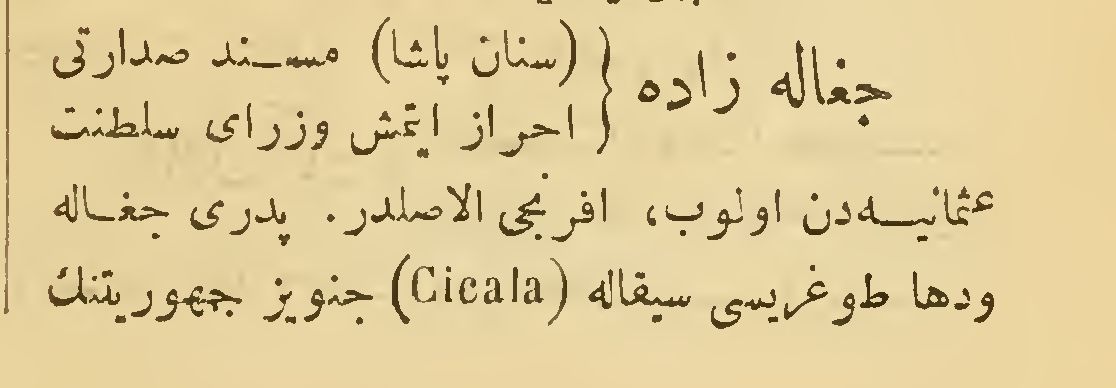 جغاله زاده } (سنان پاشا) مسند صدارتی
احراز ایتمش وزرای سلطنت
عثمانیه‌دن اولوب، افرنجی الاصلدر. پدری جغاله
ودها طوغریسی سیقاله (Cicala) جنویز جمهوریتنك